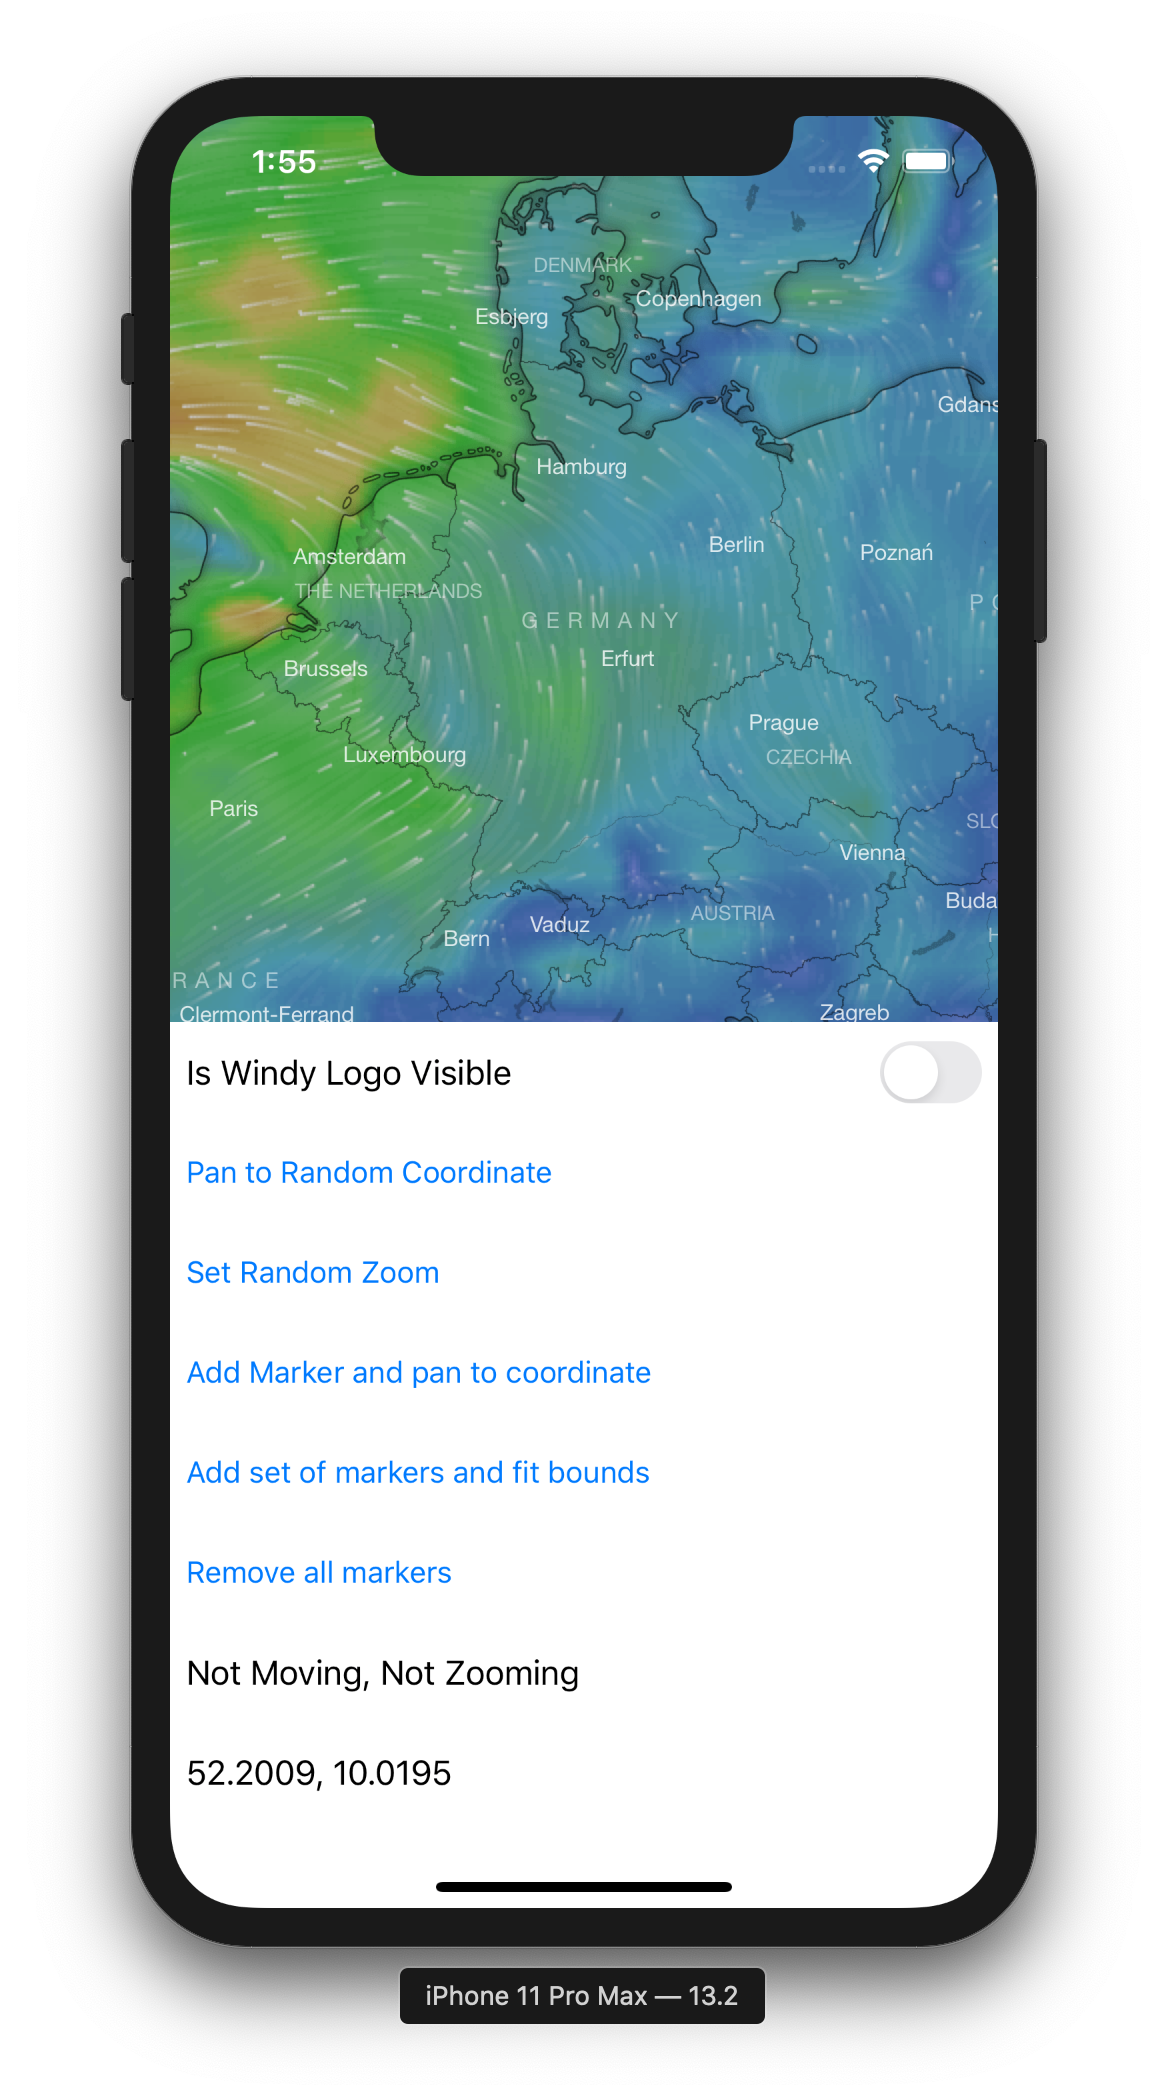 1:55
DENMARK
Copenhagen
Esbjerg
Gdans
Hamburg
Berlin
Poznań
Amsterdam
THE NETHERLANDS
P O
GERMANY
Erfurt
Brussels
Prague
CZECHIA
Luxembourg
Paris
SLO
Vienna
Buda
AUSTRIA
Vaduz
Bern
H
RANCE
Clermont-Ferrand
Zagreb
Is Windy Logo Visible
Pan to Random Coordinate
Set Random Zoom
Add Marker and pan to coordinate
Add set of markers and fit bounds
Remove all markers
Not Moving, Not Zooming
52.2009, 10.0195
iPhone 11 Pro Max — 13.2